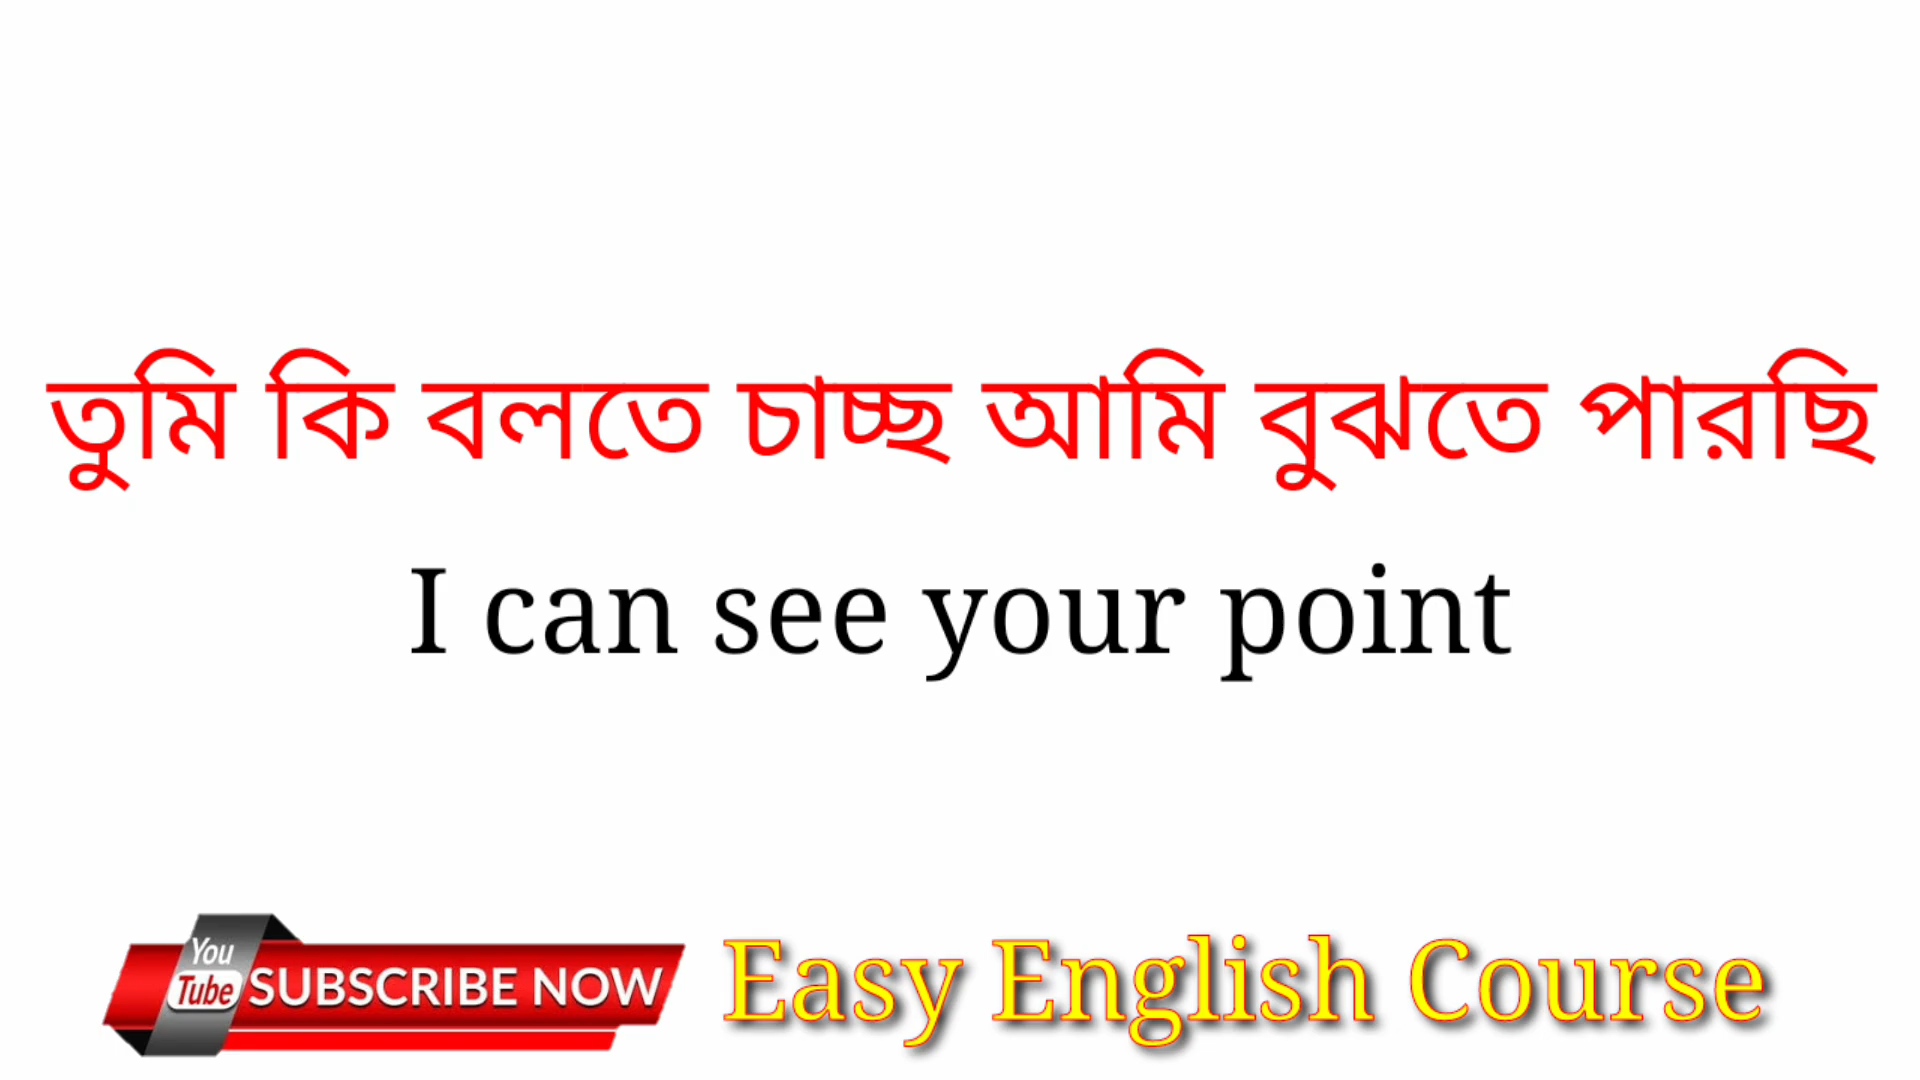 তুমি কি বলতে চাচ্ছ আমি বুঝতে পারছি
I can see your point
You
Tube SUBSCRIBE NOW
Easy English Course